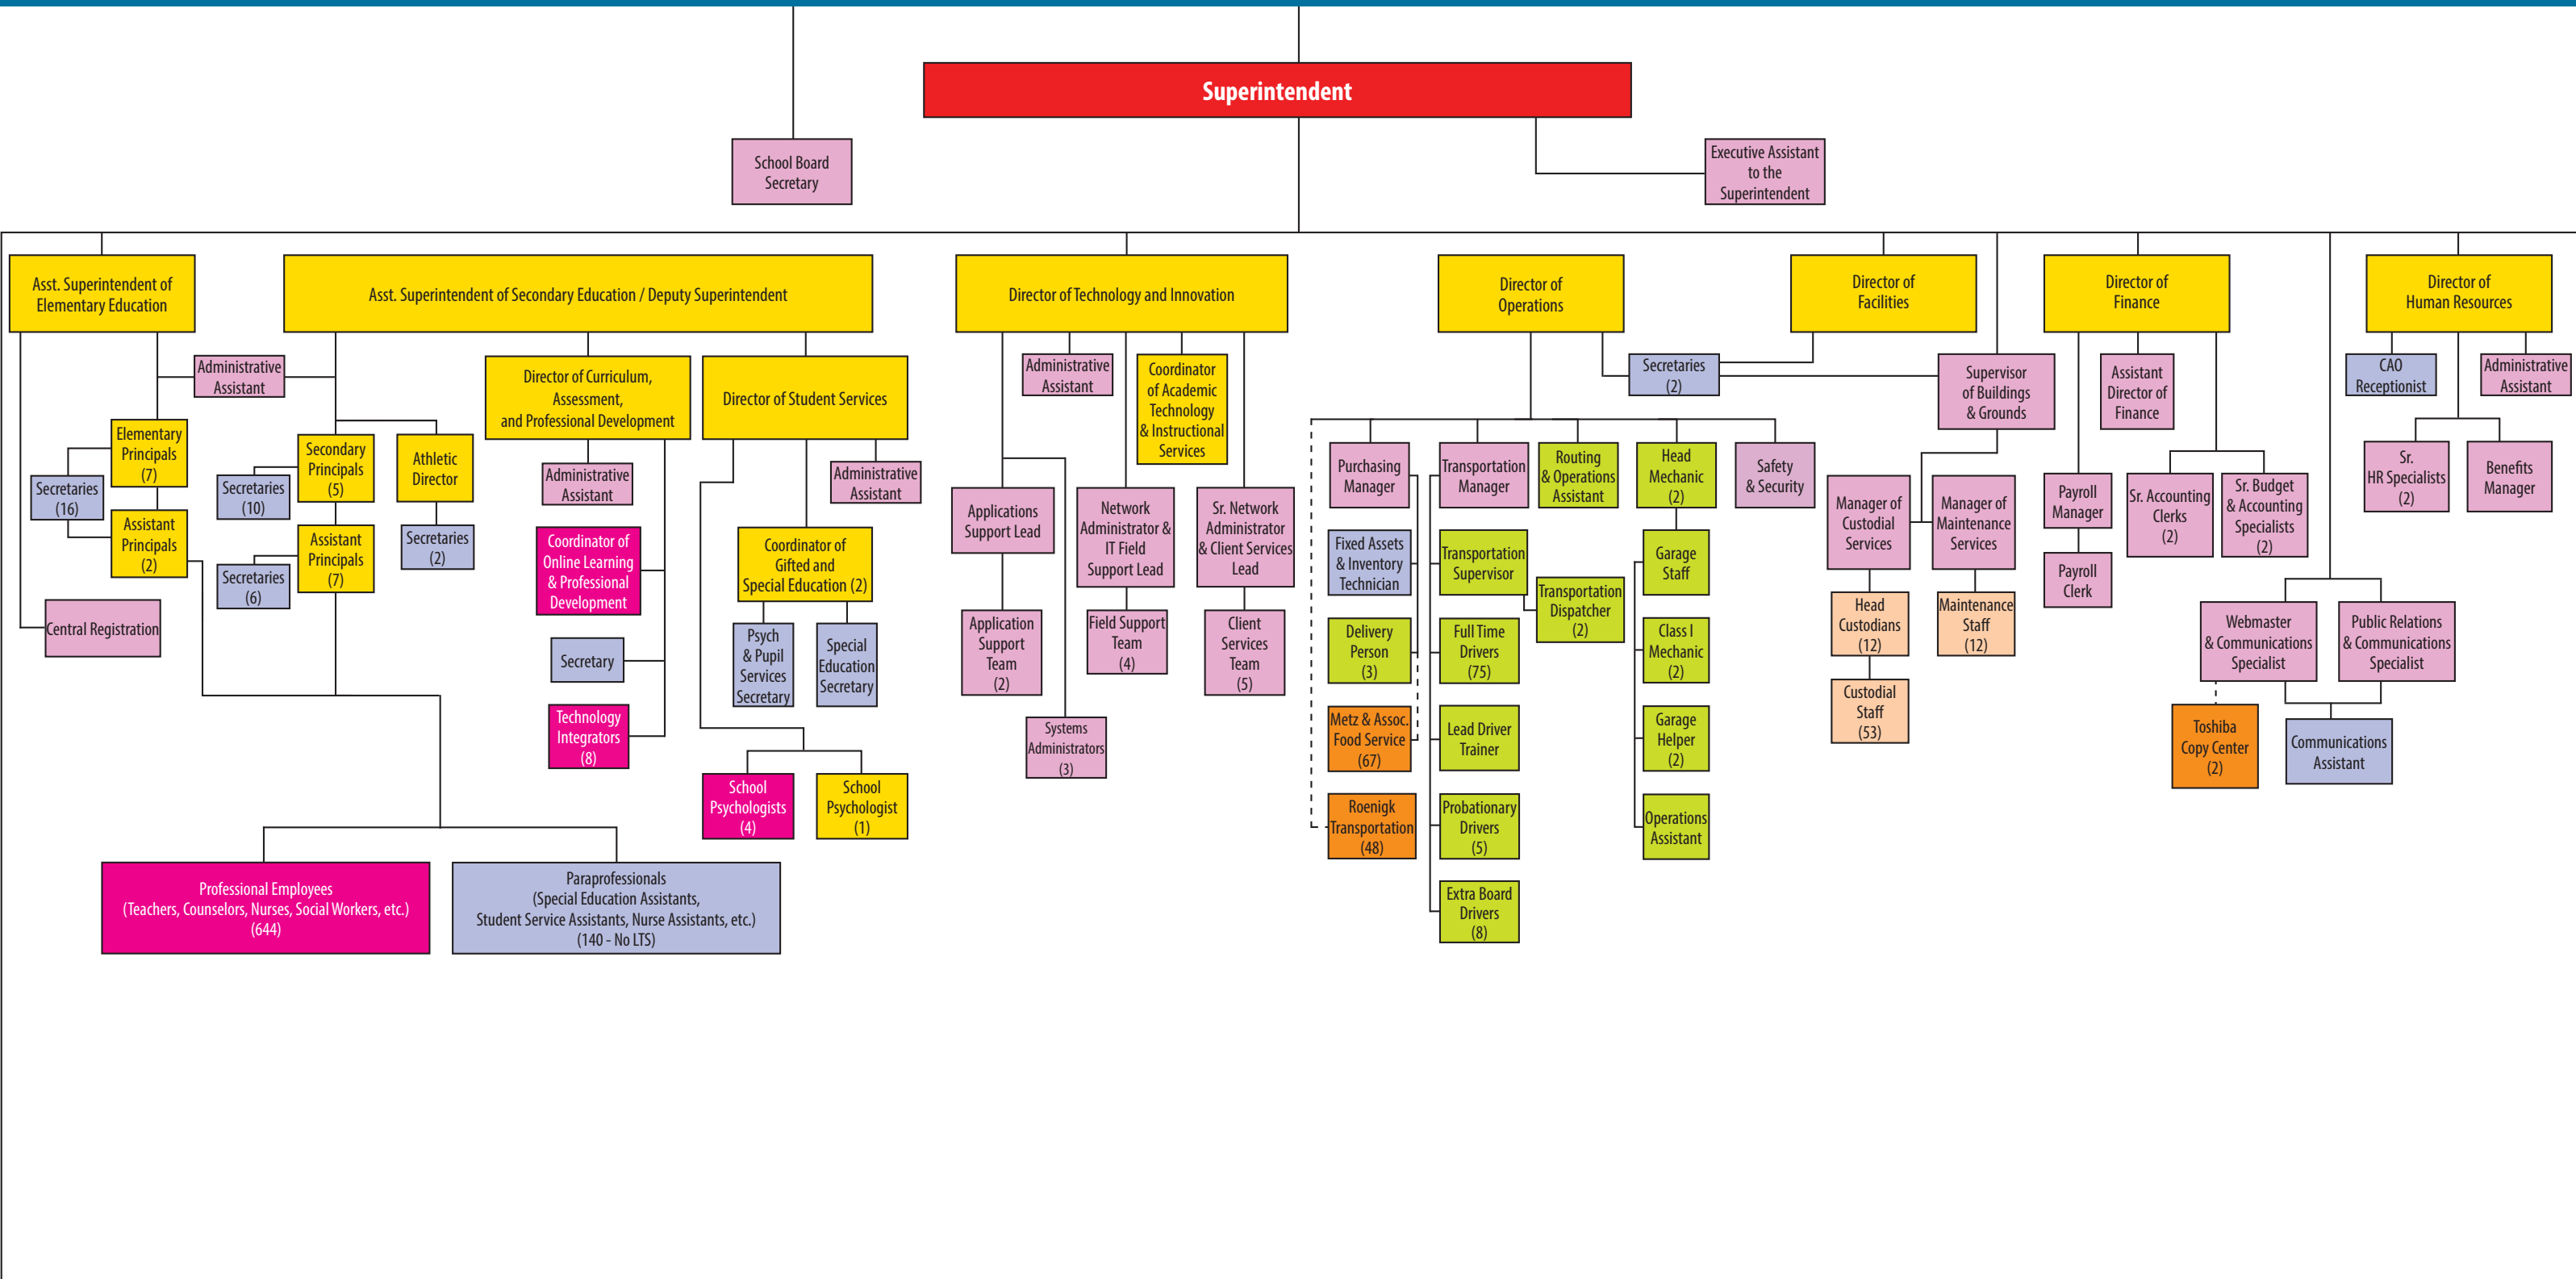 Superintendent
School Board
Secretary
Executive Assistant
to the
Superintendent
Asst. Superintendent of
Elementary Education
Asst. Superintendent of Secondary Education / Deputy Superintendent
Director of Technology and Innovation
Director of
Operations
Director of
Facilities
Director of
Finance
Director of
Human Resources
Administrative
Assistant
Elementary
Principals
(7)
Secretaries
(16)
Assistant
Principals
(2)
Central Registration
Secondary
Principals
(5)
Secretaries
(10)
Assistant
Principals
(7)
Secretaries
(6)
Athletic
Director
Secretaries
(2)
Director of Curriculum,
Assessment,
and Professional Development
Administrative
Assistant
Coordinator of
Online Learning
& Professional
Development
Secretary
Technology
Integrators
(8)
Director of Student Services
Administrative
Assistant
Coordinator of
Gifted and
Special Education (2)
Psych
& Pupil
Services
Secretary
Special
Education
Secretary
School
Psychologists
(4)
School
Psychologist
(1)
Professional Employees
(Teachers, Counselors, Nurses, Social Workers, etc.)
(644)
Paraprofessionals
(Special Education Assistants,
Student Service Assistants, Nurse Assistants, etc.)
(140 - No LTS)
Administrative
Assistant
Coordinator
of Academic
Technology
& Instructional
Services
Applications
Support Lead
Network
Administrator &
IT Field
Support Lead
Sr. Network
Administrator
& Client Services
Lead
Application
Support
Team
(2)
Field Support
Team
(4)
Client
Services
Team
(5)
Systems
Administrators
(3)
Secretaries
(2)
Purchasing
Manager
Fixed Assets
& Inventory
Technician
Delivery
Person
(3)
Metz & Assoc.
Food Service
(67)
Roenigk
Transportation
(48)
Transportation
Manager
Transportation
Supervisor
Transportation
Dispatcher
(2)
Full Time
Drivers
(75)
Lead Driver
Trainer
Probationary
Drivers
(5)
Extra Board
Drivers
(8)
Routing
& Operations
Assistant
Head
Mechanic
(2)
Garage
Staff
Class I
Mechanic
(2)
Garage
Helper
(2)
Operations
Assistant
Safety
& Security
Supervisor
of Buildings
& Grounds
Manager of
Custodial
Services
Manager of
Maintenance
Services
Head
Custodians
(12)
Maintenance
Staff
(12)
Custodial
Staff
(53)
Assistant
Director of
Finance
Payroll
Manager
Payroll
Clerk
Sr. Accounting
Clerks
(2)
Sr. Budget
& Accounting
Specialists
(2)
Webmaster
& Communications
Specialist
Public Relations
& Communications
Specialist
Toshiba
Copy Center
(2)
Communications
Assistant
CAO
Receptionist
Administrative
Assistant
Sr.
HR Specialists
(2)
Benefits
Manager